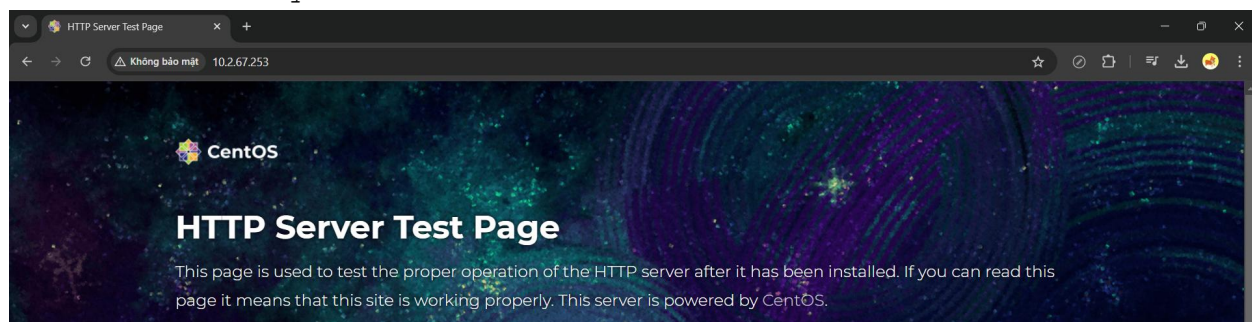 HTTP Server Test Page
Không bảo mật 10.2.67.253
CentOS
HTTP Server Test Page
This page is used to test the proper operation of the HTTP server after it has been installed. If you can read this
page it means that this site is working properly. This server is powered by CentOS.